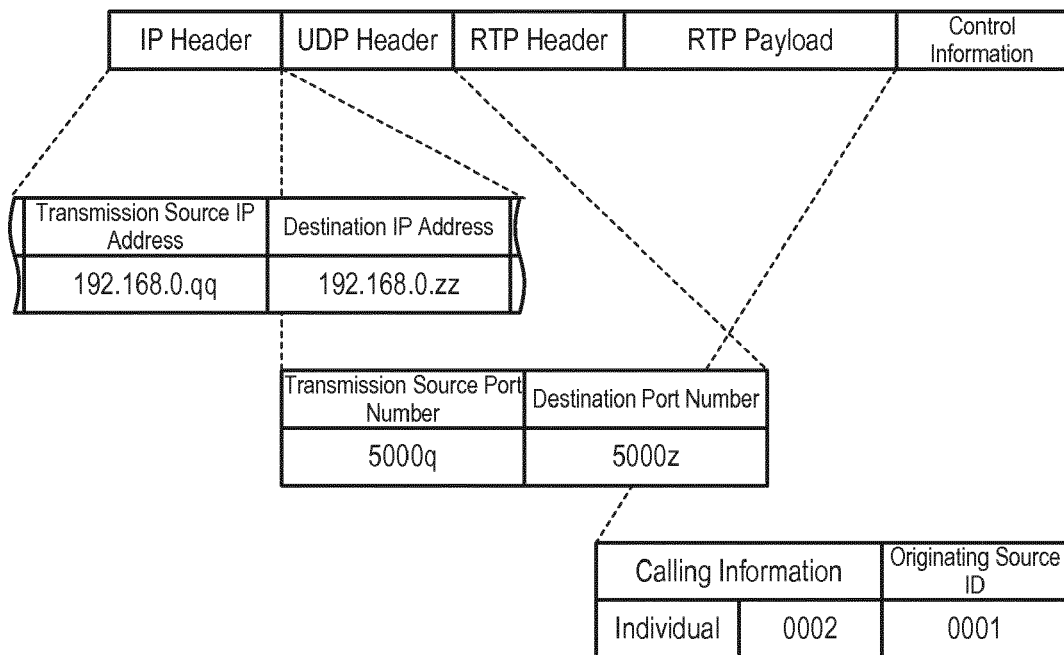 IP Header UDP Header RTP Header RTP Payload Control
Information
Transmission Source IP
Address
Destination IP Address
192.168.0.qq 192.168.0.zz
Transmission Source Port
Number
Destination Port Number
5000q 5000z
Calling Information
Originating Source
ID
Individual 0002 0001